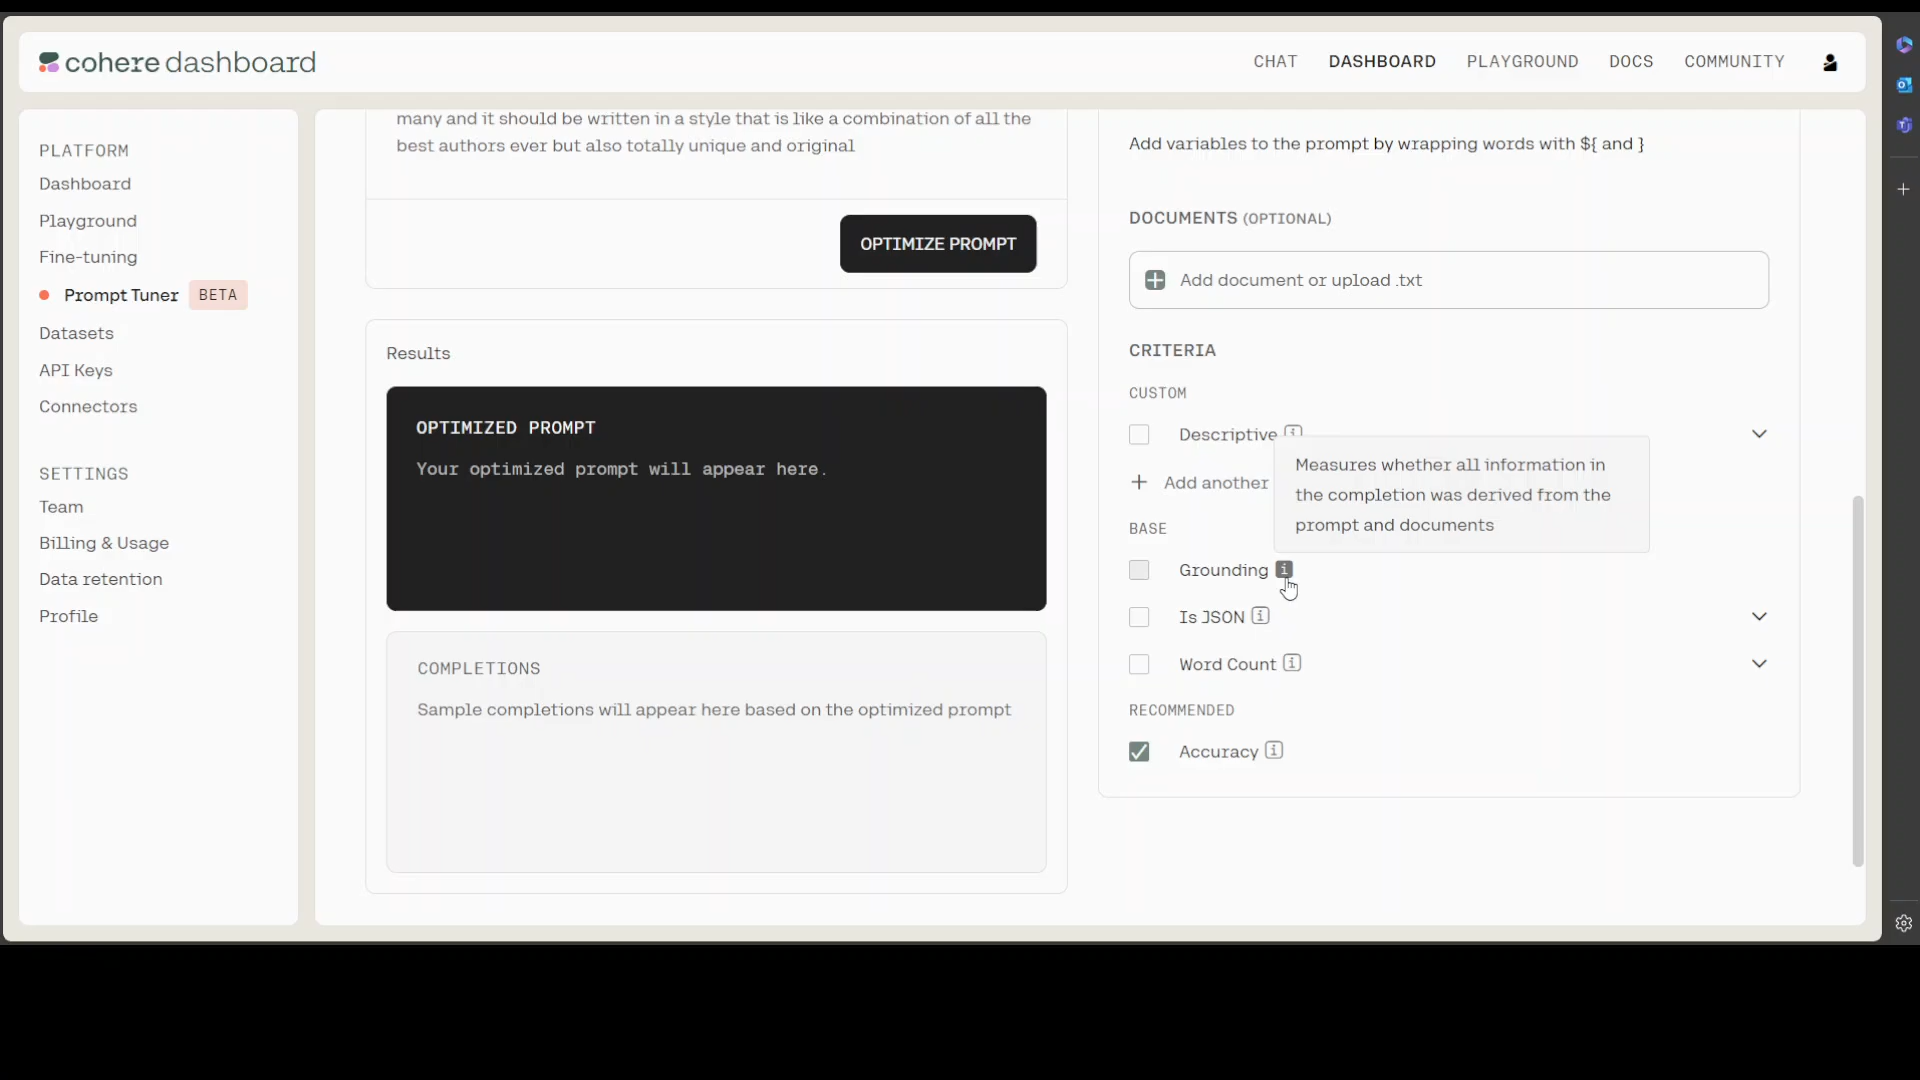 cohere dashboard
CHAT
DASHBOARD
PLAYGROUND
DOCS
COMMUNITY
PLATFORM
Dashboard
Playground
Fine-tuning
Prompt Tuner BETA
Datasets
API Keys
Connectors
SETTINGS
Team
Billing & Usage
Data retention
Profile
many and it should be written in a style that is like a combination of all the
best authors ever but also totally unique and original
OPTIMIZE PROMPT
Results
OPTIMIZED PROMPT
Your optimized prompt will appear here.
COMPLETIONS
Sample completions will appear here based on the optimized prompt
Add variables to the prompt by wrapping words with ${ and }
DOCUMENTS (OPTIONAL)
Add document or upload .txt
CRITERIA
CUSTOM
Descriptive
Add another
Measures whether all information in
the completion was derived from the
prompt and documents
BASE
Grounding
Is JSON
Word Count
RECOMMENDED
Accuracy